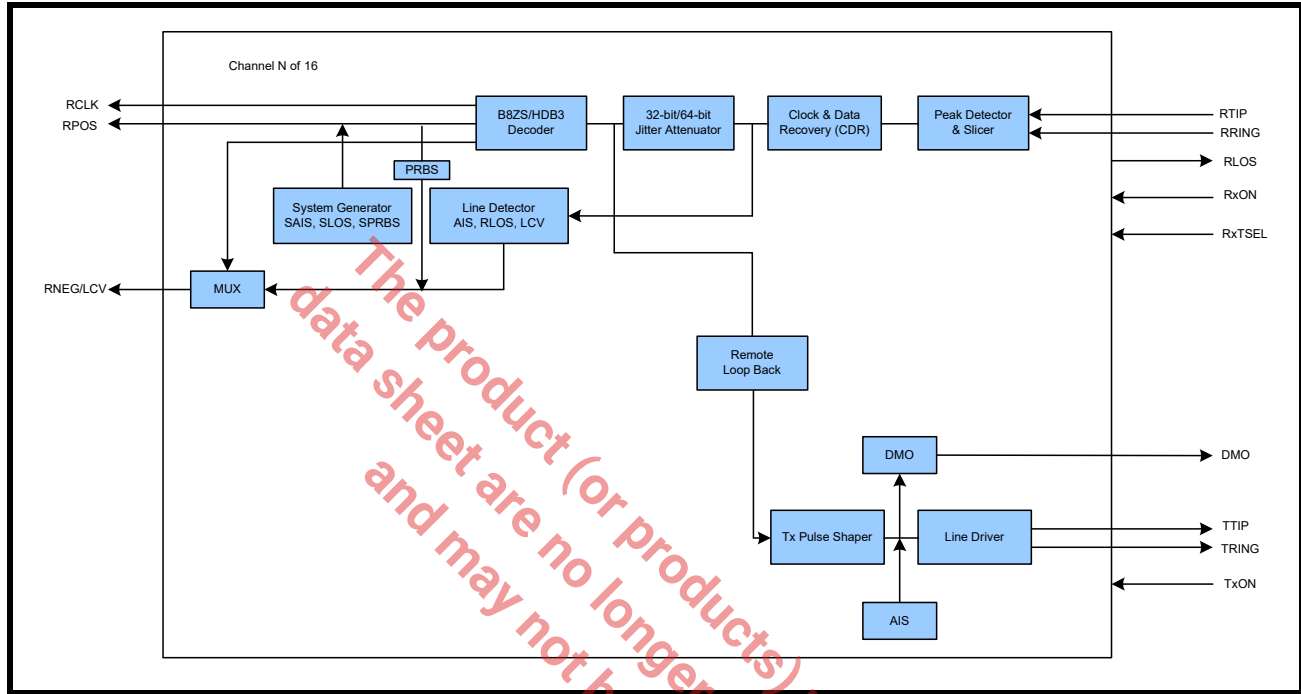 Channel N of 16
RCLK
RPOS
B8ZS/HDB3
Decoder
32-bit/64-bit
Jitter Attenuator
Clock & Data
Recovery (CDR)
Peak Detector
& Slicer
RTIP
RRING
RLOS
PRBS
System Generator
SAIS, SLOS, SPRBS
Line Detector
AIS, RLOS, LCV
RxON
RxTSEL
RNEG/LCV
MUX
Remote
Loop Back
DMO
DMO
Tx Pulse Shaper
Line Driver
TTIP
TRING
TxON
AIS
The product (or products)
data sheet are no longer
and may not